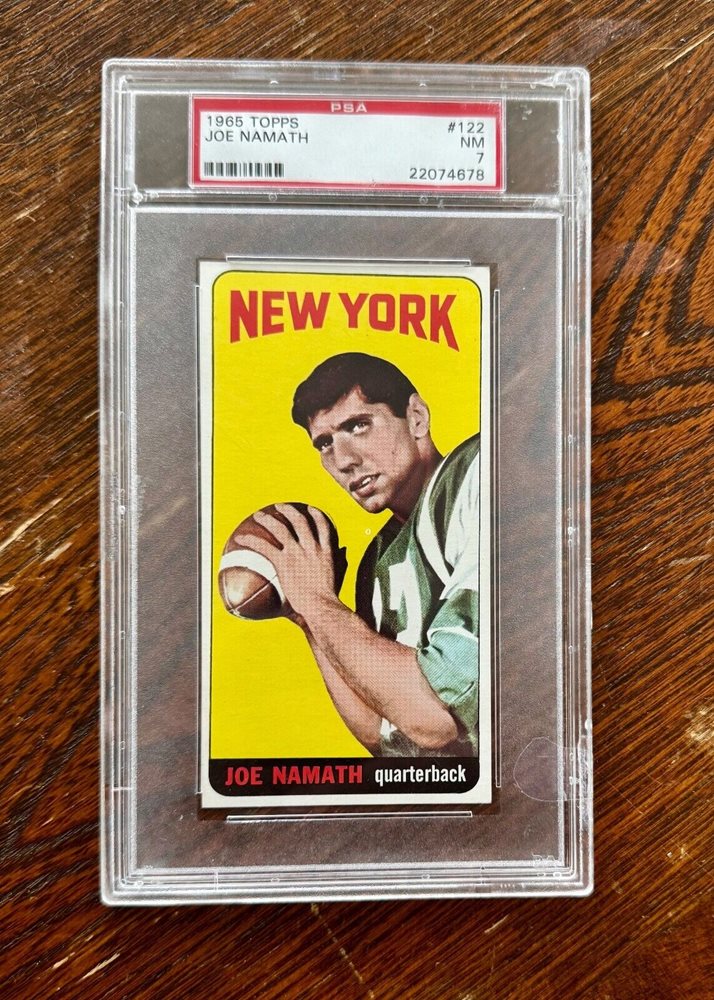 PSA
1965 TOPPS #122
JOE NAMATH NM
7
22074678
NEW YORK
JOE NAMATH quarterback